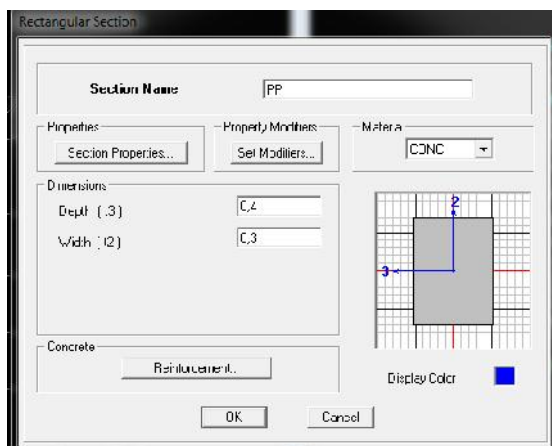 Rectangular Section
Section Name PP
Properties Property Modifiers Material
Section Properties... Set Modifiers... CONC
Dimensions
Depth (t3) 0,4
Width (t2) 0,3
2
3
Concrete
Reinforcement...
Display Color
OK Cancel